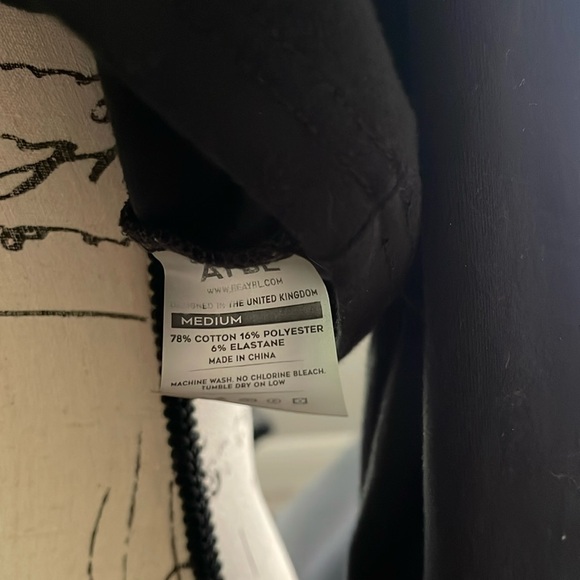 AYBL
WWW.BEAYBL.COM
DESIGNED IN THE UNITED KINGDOM
MEDIUM
78% COTTON 16% POLYESTER
6% ELASTANE
MADE IN CHINA
MACHINE WASH. NO CHLORINE BLEACH.
TUMBLE DRY ON LOW